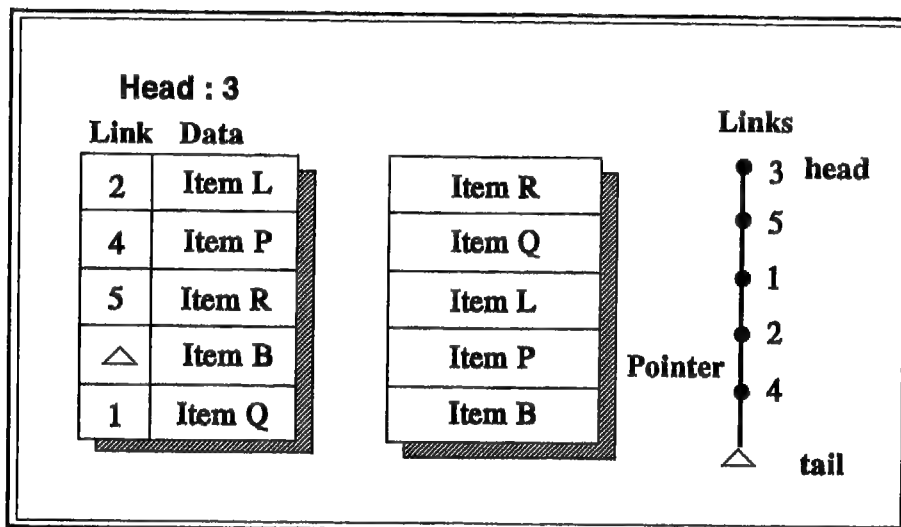 Head : 3
Link Data
2 Item L
4 Item P
5 Item R
△ Item B
1 Item Q
Item R
Item Q
Item L
Item P
Item B
Links
3 head
5
1
2
Pointer
4
△ tail